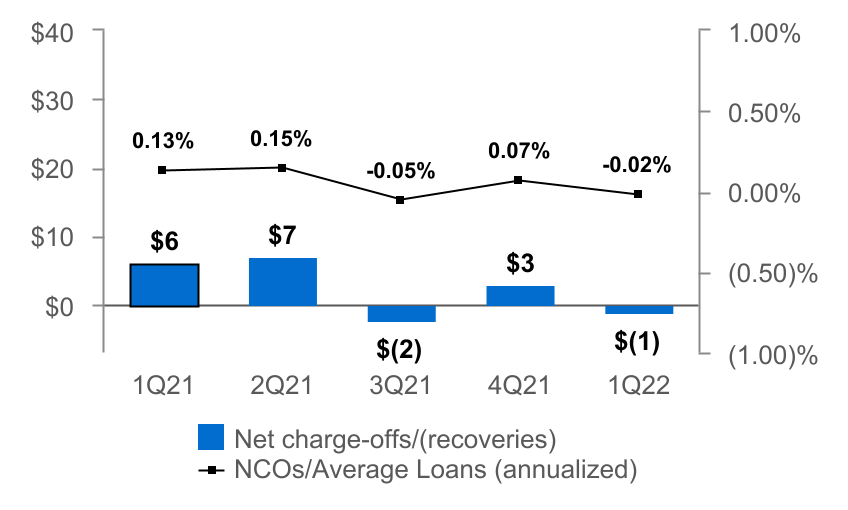 $40
$30
$20
$10
$0
1.00%
0.50%
0.00%
(0.50)%
(1.00)%
0.13%
0.15%
-0.05%
0.07%
-0.02%
$6
$7
$(2)
$3
$(1)
1Q21
2Q21
3Q21
4Q21
1Q22
Net charge-offs/(recoveries)
NCOs/Average Loans (annualized)